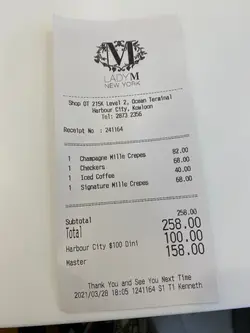 M
LADY M
NEW YORK
Shop OT 215K Level 2, Ocean Terminal
Harbour City, Kowloon
Tel: 2873 2356
Receipt No : 241164
1 Champagne Mille Crepes 82.00
1 Checkers 68.00
1 Iced Coffee 40.00
1 Signature Mille Crepes 68.00
258.00
Subtotal 258.00
Total 100.00
Harbour City $100 Dini 158.00
Master
Thank You and See You Next Time
2021/03/28 18:05 1241164 S1 T1 Kenneth